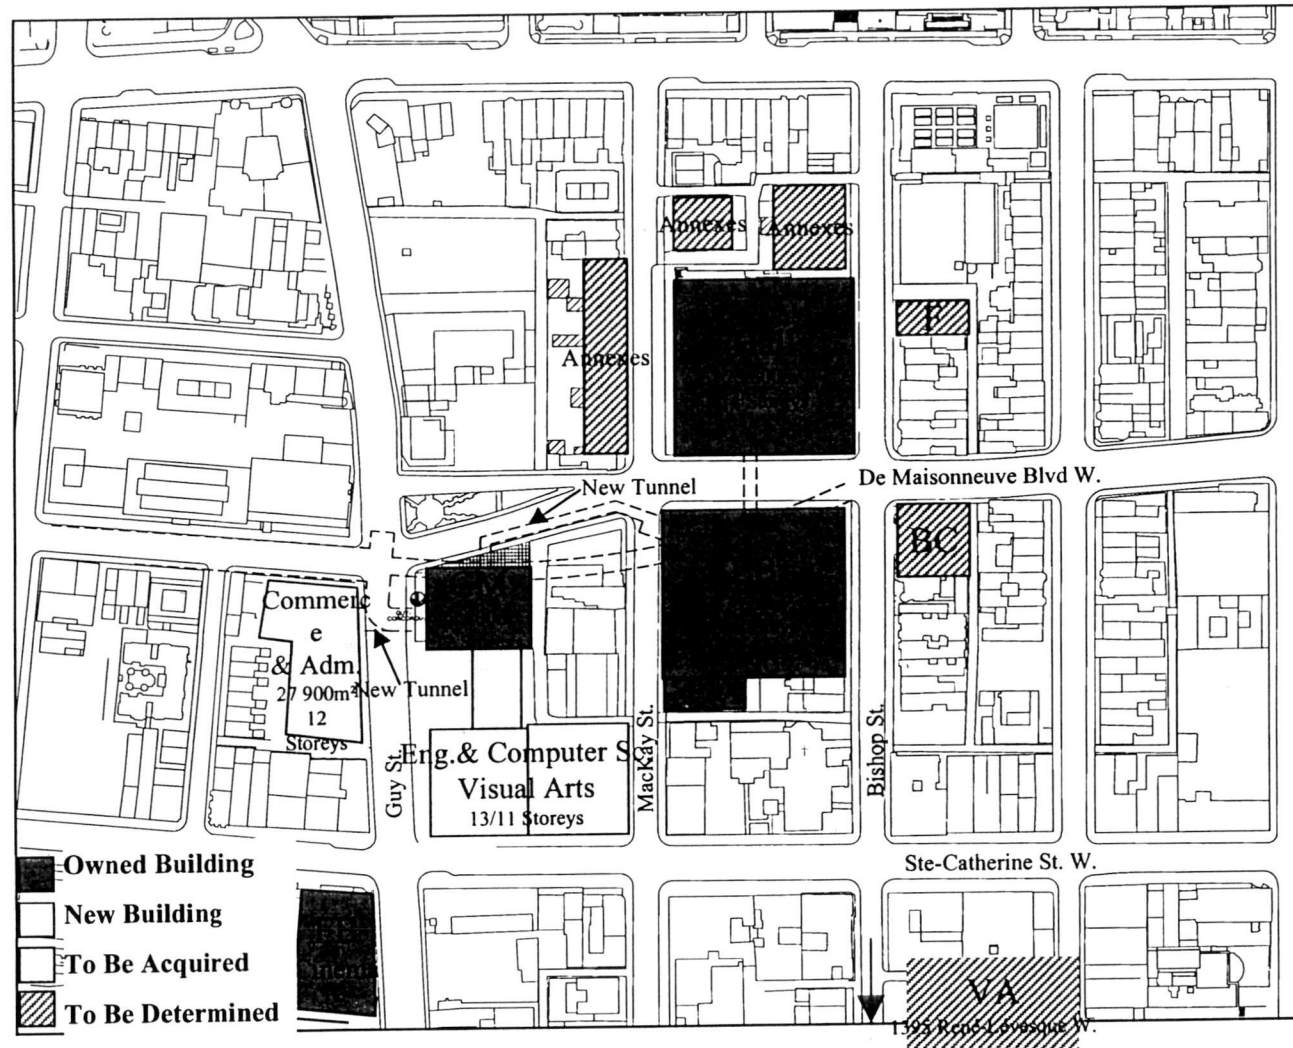 Annexes
Annexes
F
Annexes
New Tunnel
De Maisonneuve Blvd W.
BC
Commerc
e
& Adm.
27 900m²
12
Storeys
New Tunnel
Guy St.
Eng.& Computer Sc.
Visual Arts
13/11 Storeys
MacKay St.
Bishop St.
Ste-Catherine St. W.
Owned Building
New Building
To Be Acquired
To Be Determined
VA
1395 René-Lévesque W.